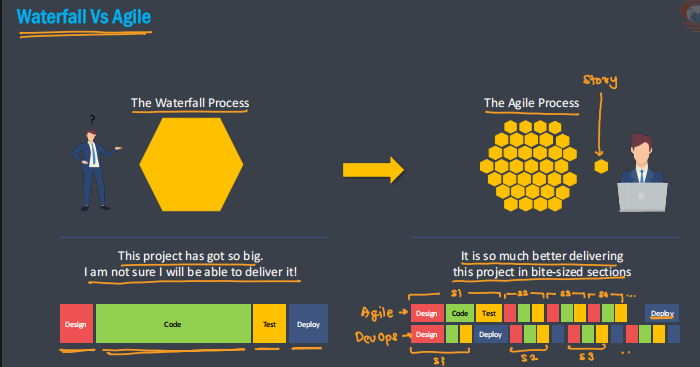 Waterfall Vs Agile
The Waterfall Process
?
This project has got so big.
I am not sure I will be able to deliver it!
Design Code Test Deploy
The Agile Process
Story
It is so much better delivering
this project in bite-sized sections
S1 S2 S3 S4 ...
Agile → Design Code Test Deploy
DevOps → Design Deploy
S1 S2 S3 ..